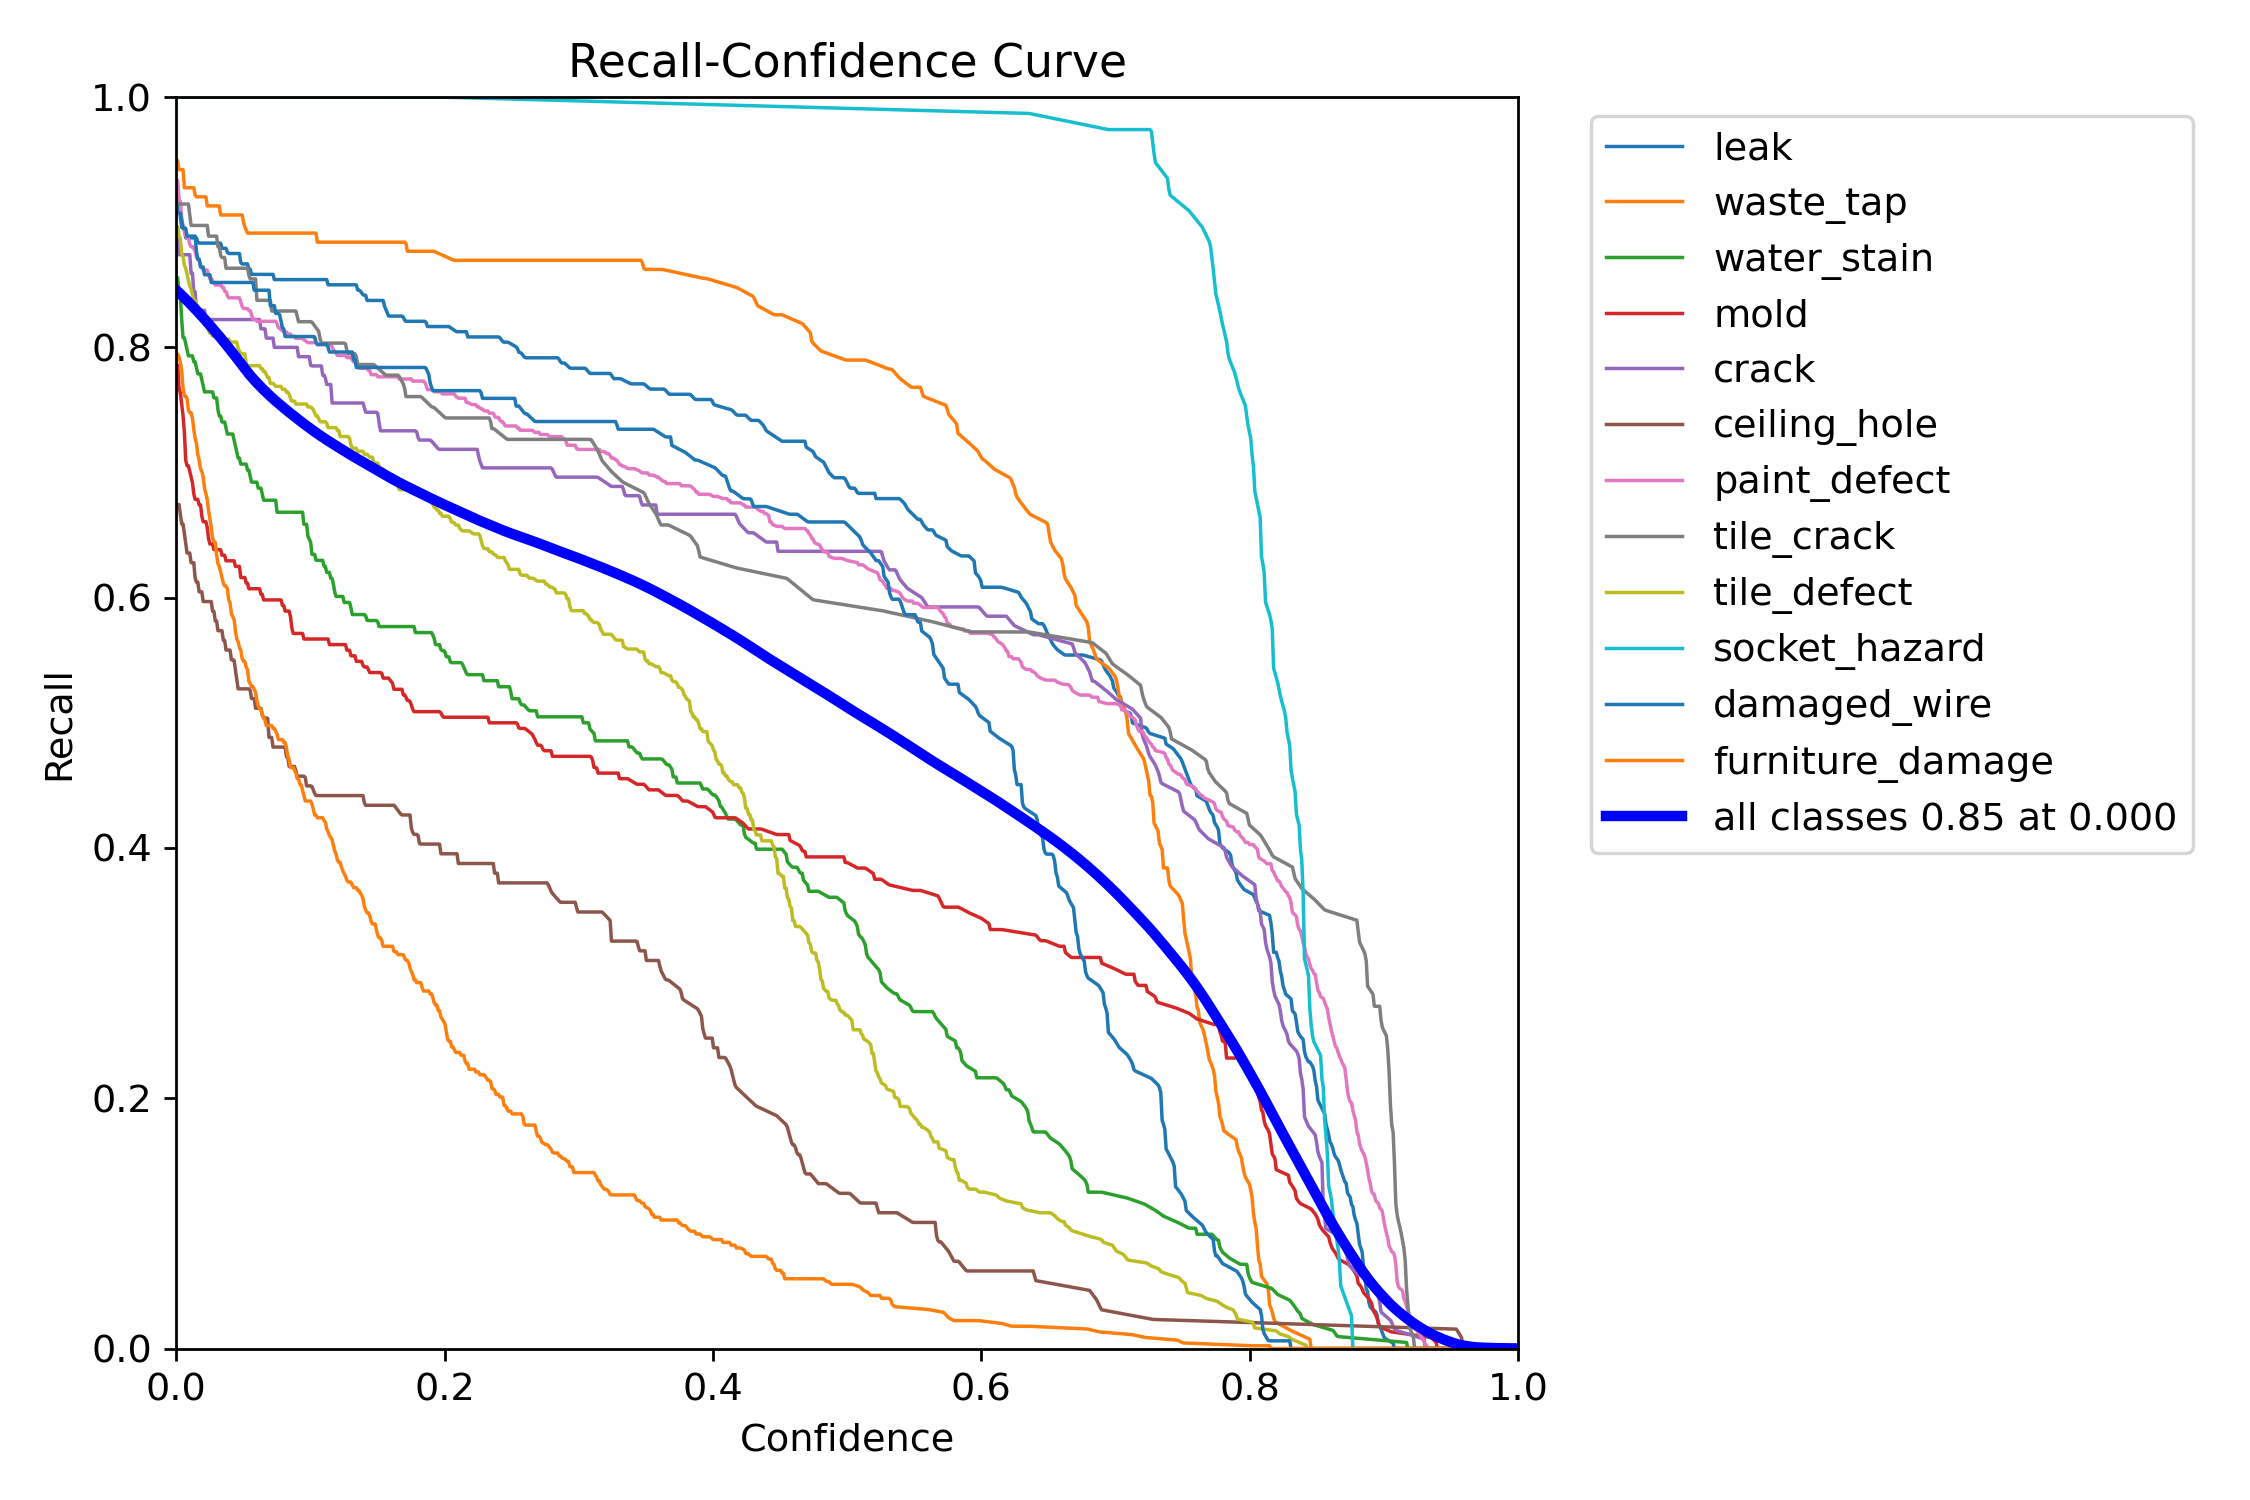 Recall-Confidence Curve
1.0
0.8
0.6
0.4
0.2
0.0
Recall
0.0 0.2 0.4 0.6 0.8 1.0
Confidence
leak
waste_tap
water_stain
mold
crack
ceiling_hole
paint_defect
tile_crack
tile_defect
socket_hazard
damaged_wire
furniture_damage
all classes 0.85 at 0.000